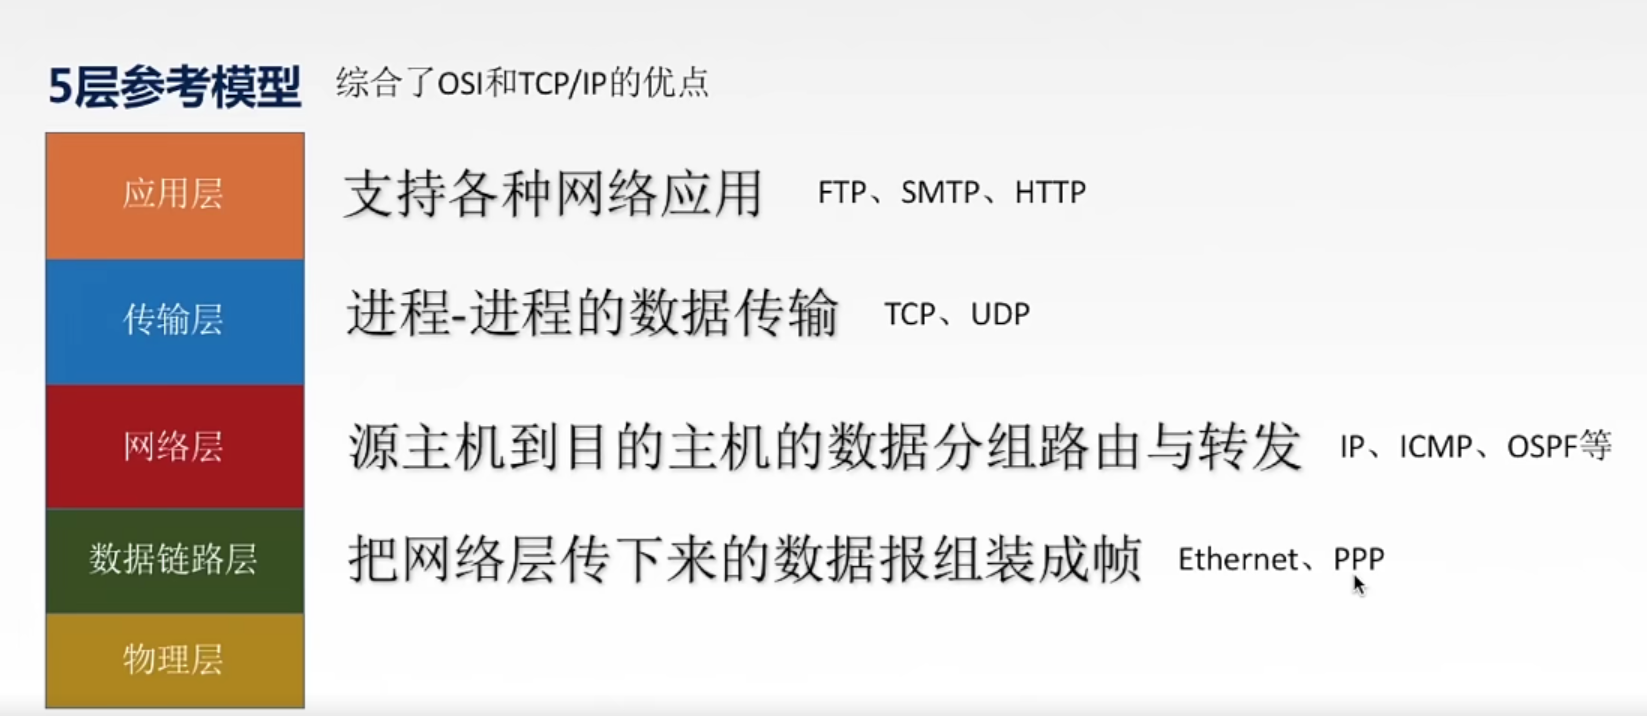 5层参考模型 综合了OSI和TCP/IP的优点
应用层 支持各种网络应用 FTP、SMTP、HTTP
传输层 进程-进程的数据传输 TCP、UDP
网络层 源主机到目的主机的数据分组路由与转发 IP、ICMP、OSPF等
数据链路层 把网络层传下来的数据报组装成帧 Ethernet、PPP
物理层